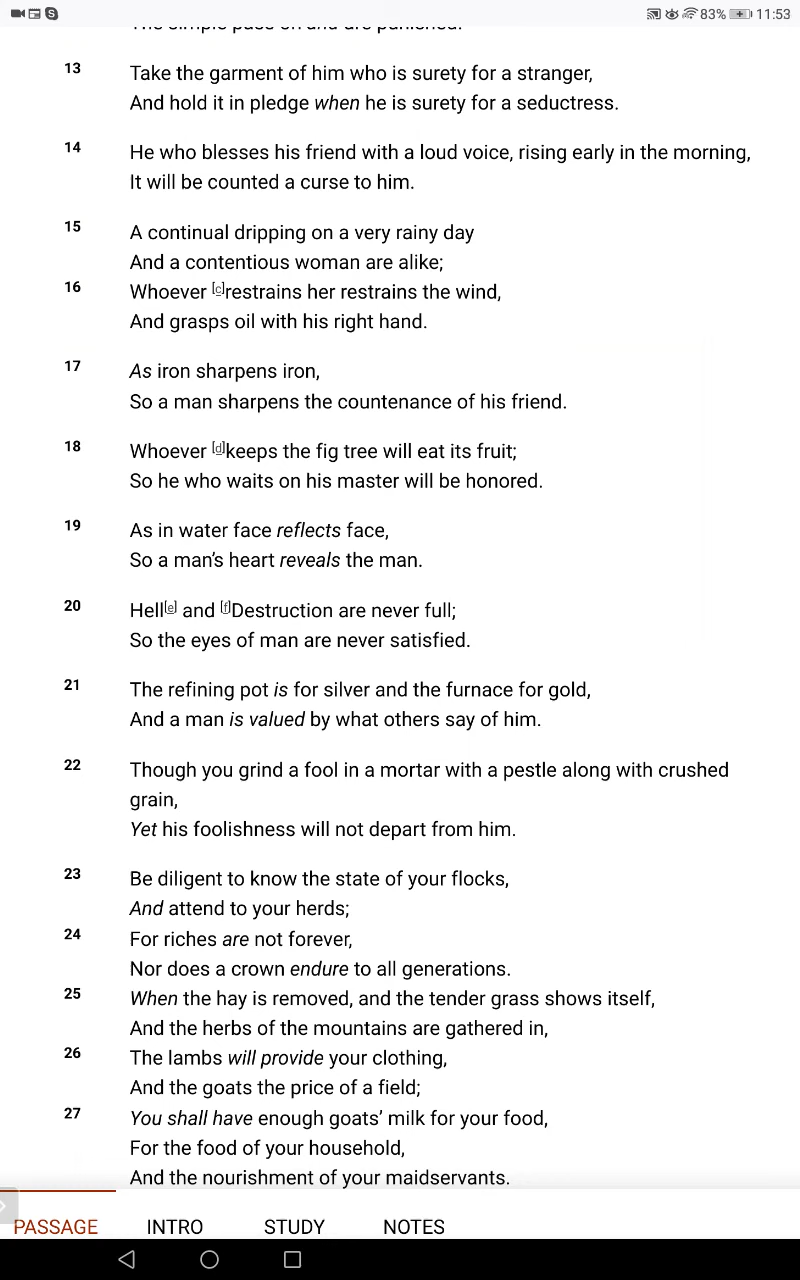 83% 11:53
The simple pass on and are punished.
13 Take the garment of him who is surety for a stranger,
And hold it in pledge when he is surety for a seductress.
14 He who blesses his friend with a loud voice, rising early in the morning,
It will be counted a curse to him.
15 A continual dripping on a very rainy day
And a contentious woman are alike;
16 Whoever [c]restrains her restrains the wind,
And grasps oil with his right hand.
17 As iron sharpens iron,
So a man sharpens the countenance of his friend.
18 Whoever [d]keeps the fig tree will eat its fruit;
So he who waits on his master will be honored.
19 As in water face reflects face,
So a man’s heart reveals the man.
20 Hell[e] and [f]Destruction are never full;
So the eyes of man are never satisfied.
21 The refining pot is for silver and the furnace for gold,
And a man is valued by what others say of him.
22 Though you grind a fool in a mortar with a pestle along with crushed
grain,
Yet his foolishness will not depart from him.
23 Be diligent to know the state of your flocks,
And attend to your herds;
24 For riches are not forever,
Nor does a crown endure to all generations.
25 When the hay is removed, and the tender grass shows itself,
And the herbs of the mountains are gathered in,
26 The lambs will provide your clothing,
And the goats the price of a field;
27 You shall have enough goats’ milk for your food,
For the food of your household,
And the nourishment of your maidservants.
PASSAGE INTRO STUDY NOTES